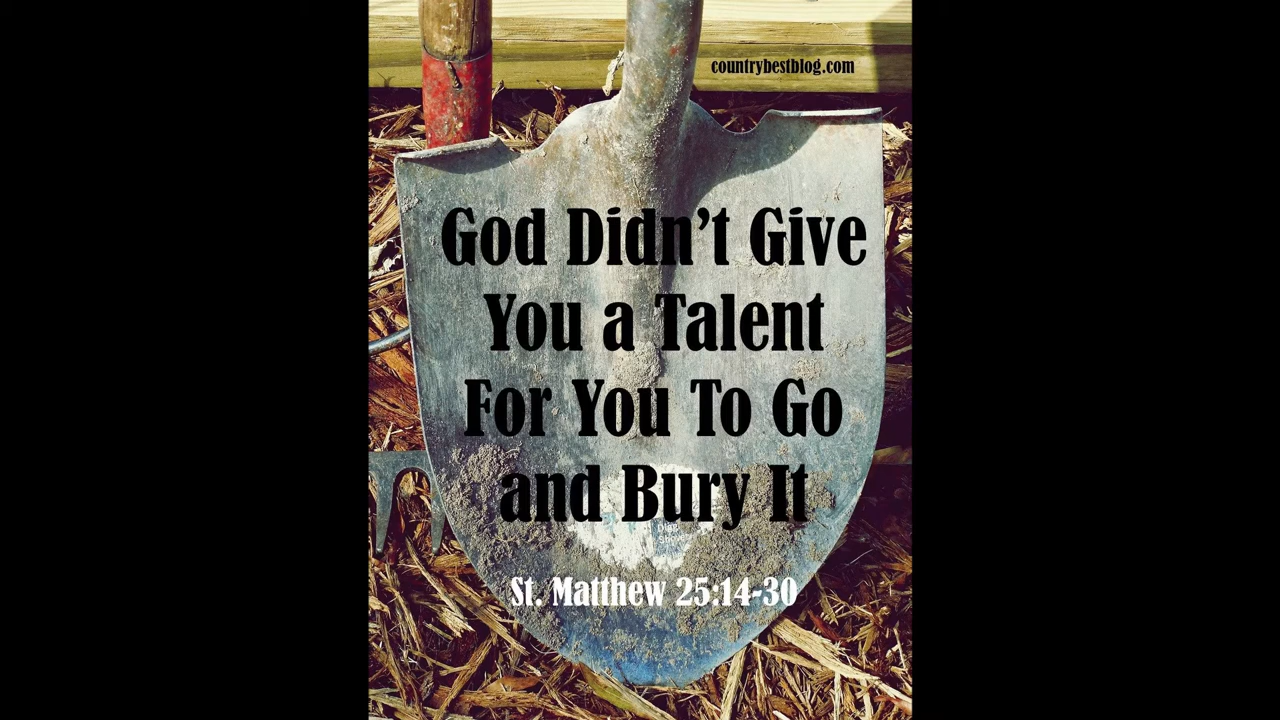 countrybestblog.com
God Didn't Give
You a Talent
For You To Go
and Bury It
St. Matthew 25:14-30